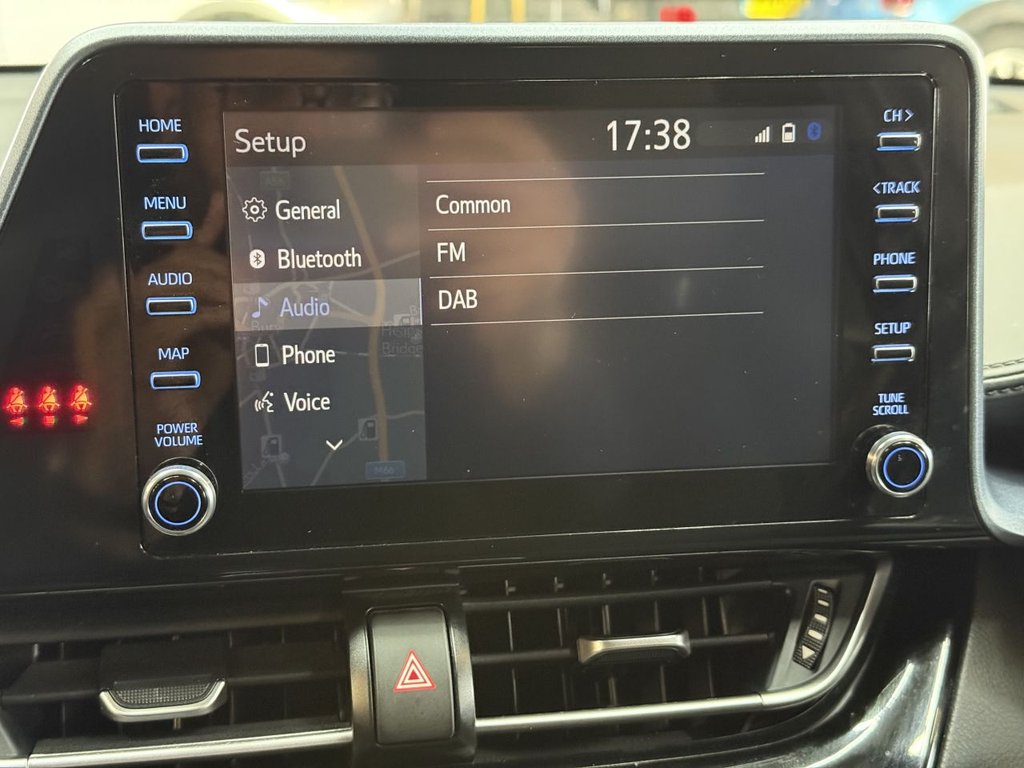 HOME
MENU
AUDIO
MAP
POWER
VOLUME
Setup
17:38
General
Bluetooth
Audio
Phone
Voice
Common
FM
DAB
CH>
<TRACK
PHONE
SETUP
TUNE
SCROLL